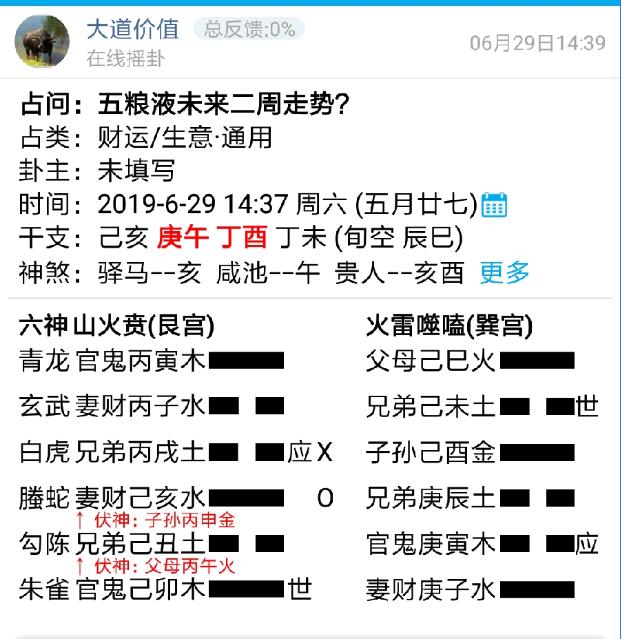 大道价值 总反馈:0%
在线摇卦
06月29日14:39
占问：五粮液未来二周走势？
占类：财运/生意·通用
卦主：未填写
时间：2019-6-29 14:37 周六 (五月廿七)
干支：己亥 庚午 丁酉 丁未 (旬空 辰巳)
神煞：驿马--亥 咸池--午 贵人--亥酉 更多
六神 山火贲(艮宫) 火雷噬嗑(巽宫)
青龙 官鬼丙寅木 父母己巳火
玄武 妻财丙子水 兄弟己未土 世
白虎 兄弟丙戌土 应 X 子孙己酉金
螣蛇 妻财己亥水 O 兄弟庚辰土
↑ 伏神: 子孙丙申金
勾陈 兄弟己丑土 官鬼庚寅木 应
↑ 伏神: 父母丙午火
朱雀 官鬼己卯木 世 妻财庚子水